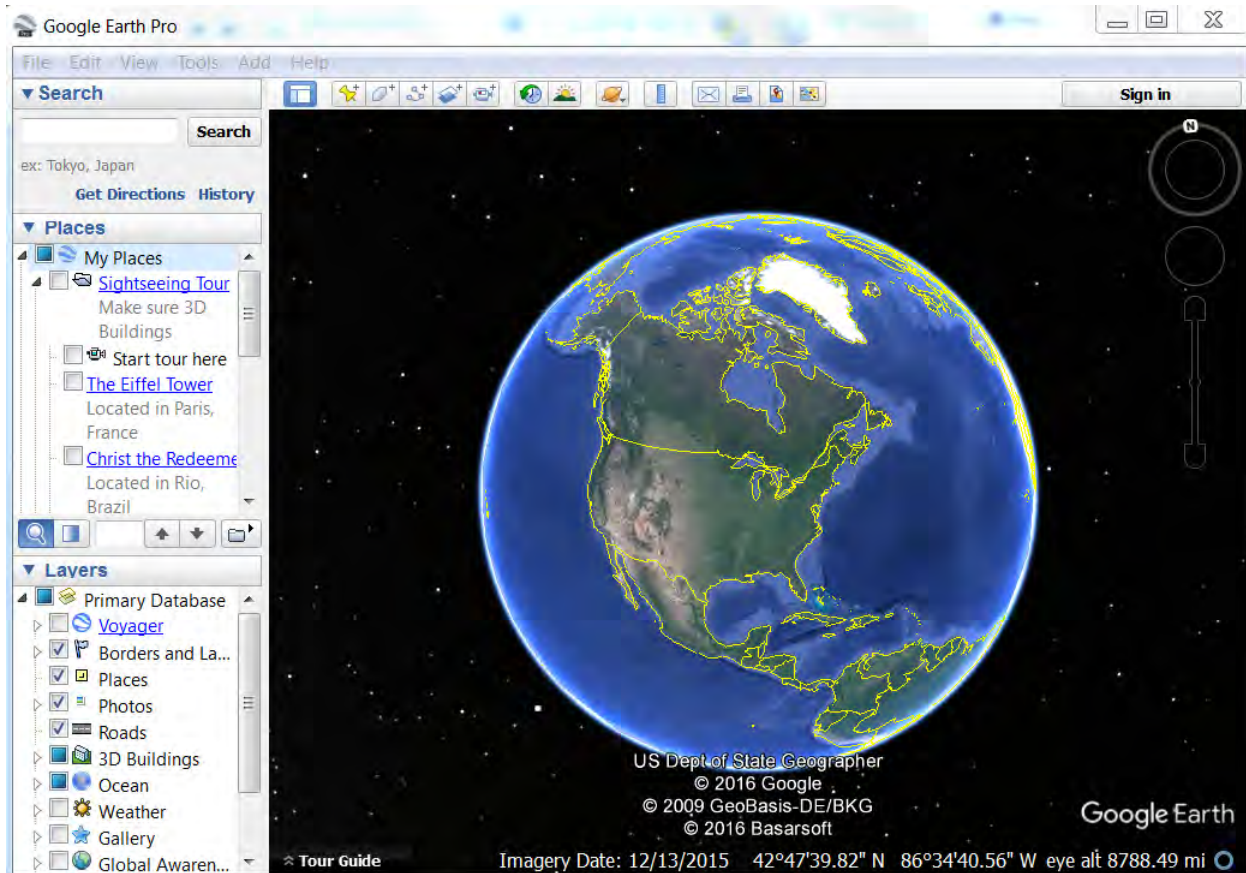 Google Earth Pro
File Edit View Tools Add Help
Search
Search
ex: Tokyo, Japan
Get Directions History
Places
My Places
Sightseeing Tour
Make sure 3D
Buildings
Start tour here
The Eiffel Tower
Located in Paris,
France
Christ the Redeeme
Located in Rio,
Brazil
Layers
Primary Database
Voyager
Borders and La...
Places
Photos
Roads
3D Buildings
Ocean
Weather
Gallery
Global Awaren...
Sign in
N
US Dept of State Geographer
© 2016 Google
© 2009 GeoBasis-DE/BKG
© 2016 Basarsoft
Google Earth
Tour Guide
Imagery Date: 12/13/2015 42°47'39.82" N 86°34'40.56" W eye alt 8788.49 mi